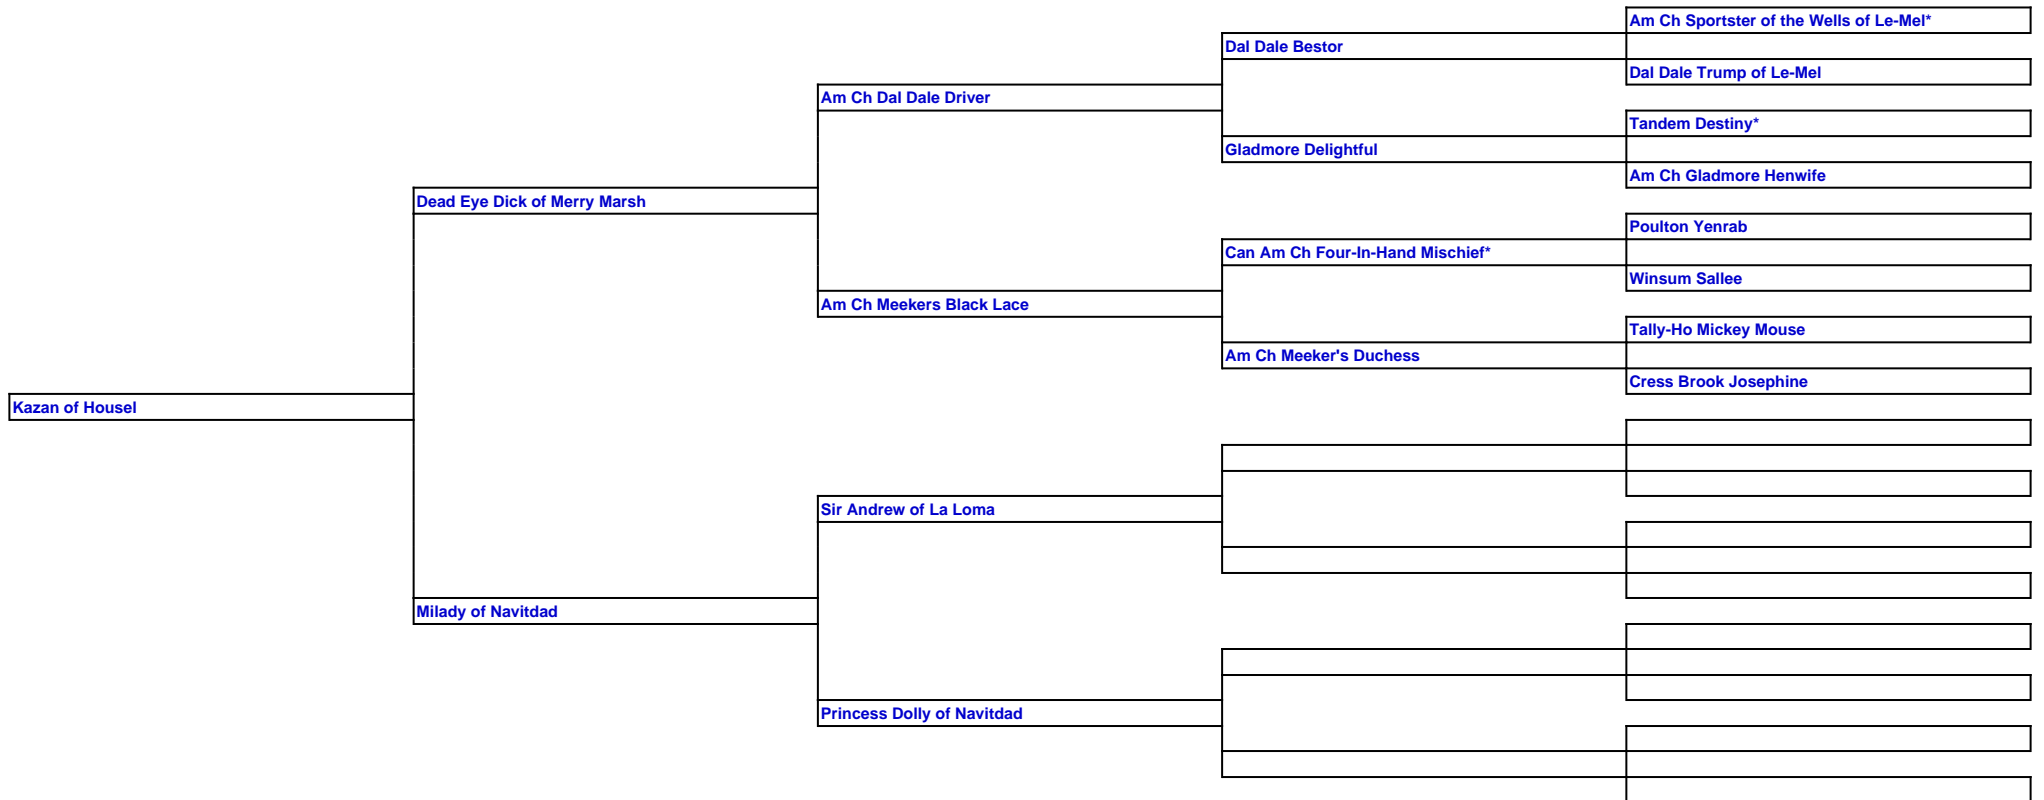 Am Ch Sportster of the Wells of Le-Mel*
Dal Dale Bestor
Dal Dale Trump of Le-Mel
Am Ch Dal Dale Driver
Tandem Destiny*
Gladmore Delightful
Am Ch Gladmore Henwife
Dead Eye Dick of Merry Marsh
Poulton Yenrab
Can Am Ch Four-In-Hand Mischief*
Winsum Sallee
Am Ch Meekers Black Lace
Tally-Ho Mickey Mouse
Am Ch Meeker's Duchess
Cress Brook Josephine
Kazan of Housel
Sir Andrew of La Loma
Milady of Navitdad
Princess Dolly of Navitdad